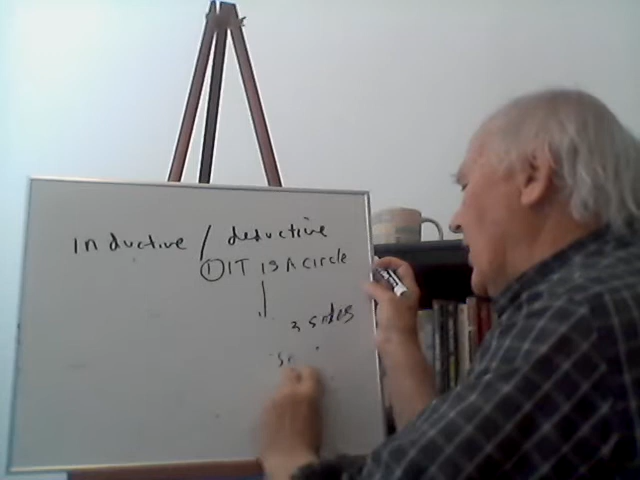 Inductive / deductive
① IT is A circle
3 sides